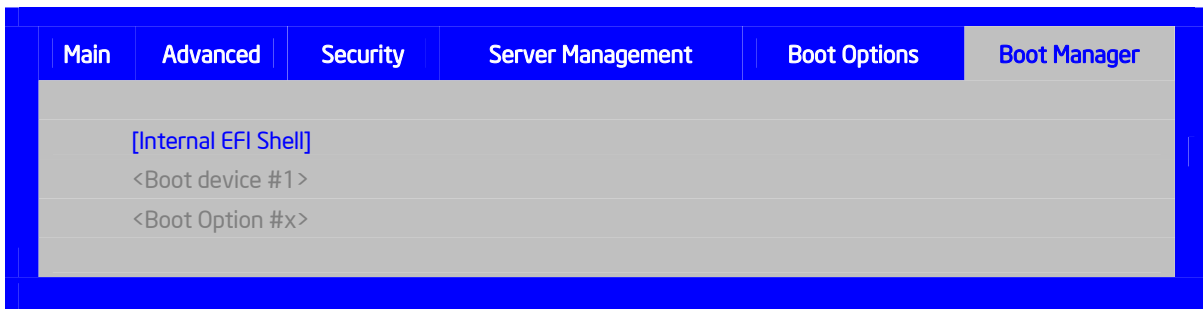 Main Advanced Security Server Management Boot Options Boot Manager
[Internal EFI Shell]
<Boot device #1>
<Boot Option #x>